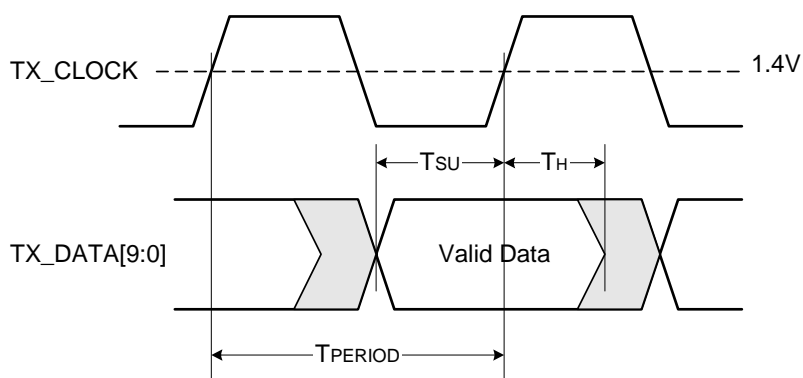 TX_CLOCK
1.4V
TSU
TH
TX_DATA[9:0]
Valid Data
TPERIOD